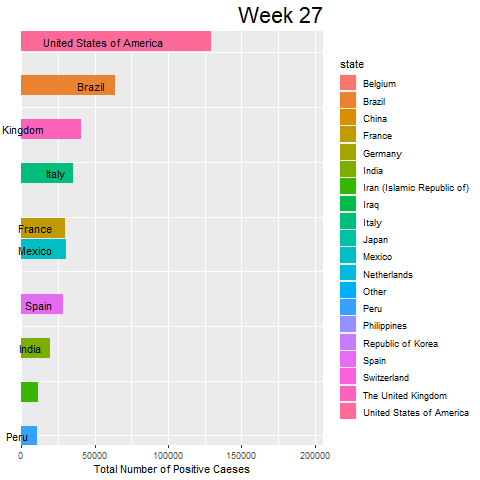 Week 27
United States of America
Brazil
Kingdom
Italy
France
Mexico
Spain
India
Peru
0
50000
100000
150000
200000
Total Number of Positive Caeses
state
Belgium
Brazil
China
France
Germany
India
Iran (Islamic Republic of)
Iraq
Italy
Japan
Mexico
Netherlands
Other
Peru
Philippines
Republic of Korea
Spain
Switzerland
The United Kingdom
United States of America